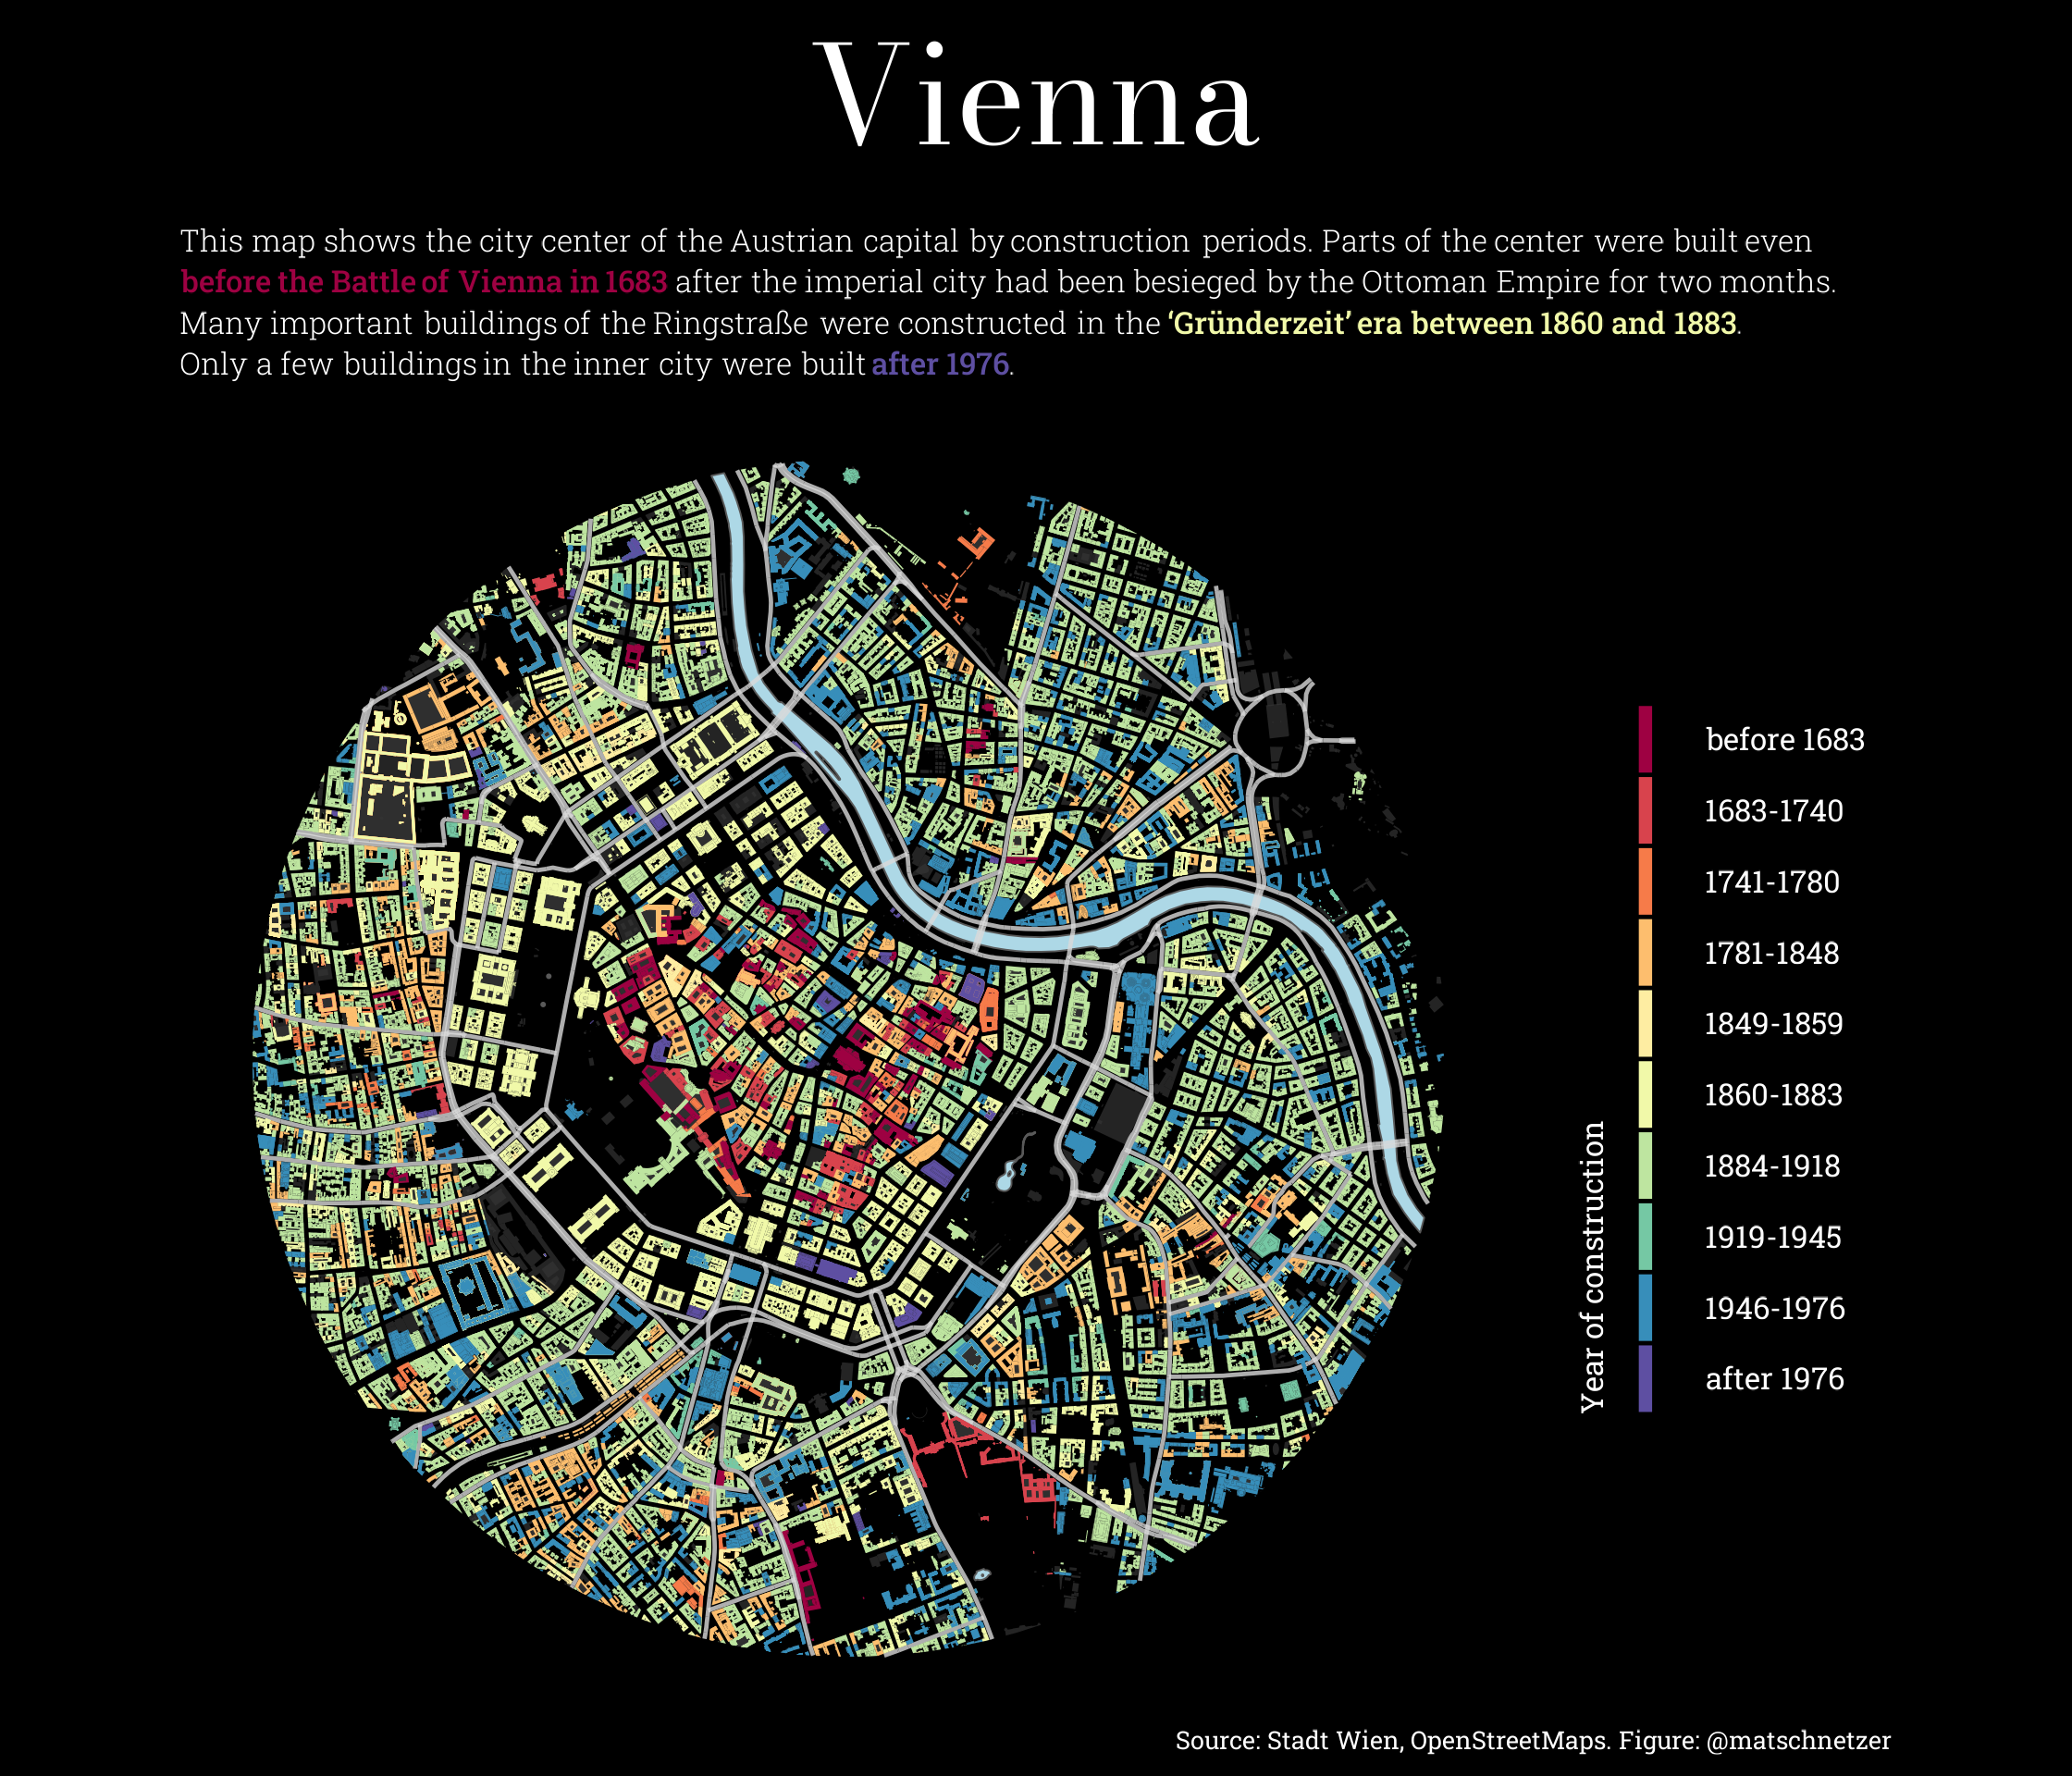 Vienna
This map shows the city center of the Austrian capital by construction periods. Parts of the center were built even
before the Battle of Vienna in 1683 after the imperial city had been besieged by the Ottoman Empire for two months.
Many important buildings of the Ringstraße were constructed in the ‘Gründerzeit’ era between 1860 and 1883.
Only a few buildings in the inner city were built after 1976.
Year of construction
before 1683
1683-1740
1741-1780
1781-1848
1849-1859
1860-1883
1884-1918
1919-1945
1946-1976
after 1976
Source: Stadt Wien, OpenStreetMaps. Figure: @matschnetzer